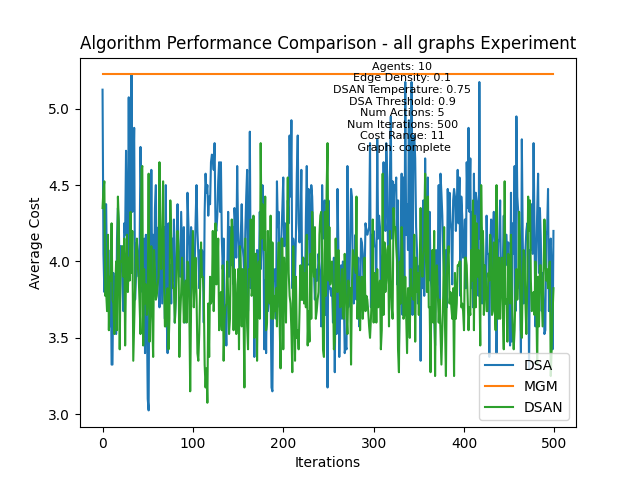 Algorithm Performance Comparison - all graphs Experiment
Agents: 10
Edge Density: 0.1
DSAN Temperature: 0.75
DSA Threshold: 0.9
Num Actions: 5
Num Iterations: 500
Cost Range: 11
Graph: complete
Average Cost
5.0
4.5
4.0
3.5
3.0
DSA
MGM
DSAN
0
100
200
300
400
500
Iterations